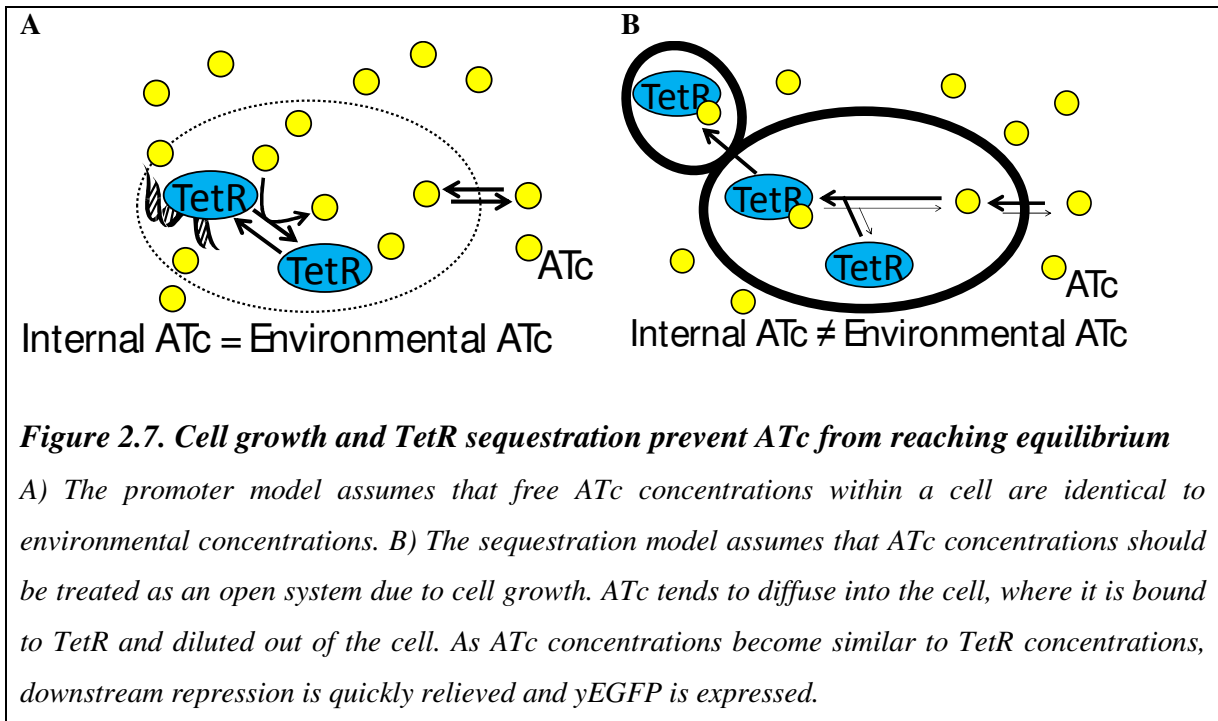 A
B
TetR
TetR
ATc
Internal ATc = Environmental ATc
TetR
TetR
TetR
ATc
Internal ATc ≠ Environmental ATc
Figure 2.7. Cell growth and TetR sequestration prevent ATc from reaching equilibrium
A) The promoter model assumes that free ATc concentrations within a cell are identical to
environmental concentrations. B) The sequestration model assumes that ATc concentrations should
be treated as an open system due to cell growth. ATc tends to diffuse into the cell, where it is bound
to TetR and diluted out of the cell. As ATc concentrations become similar to TetR concentrations,
downstream repression is quickly relieved and yEGFP is expressed.